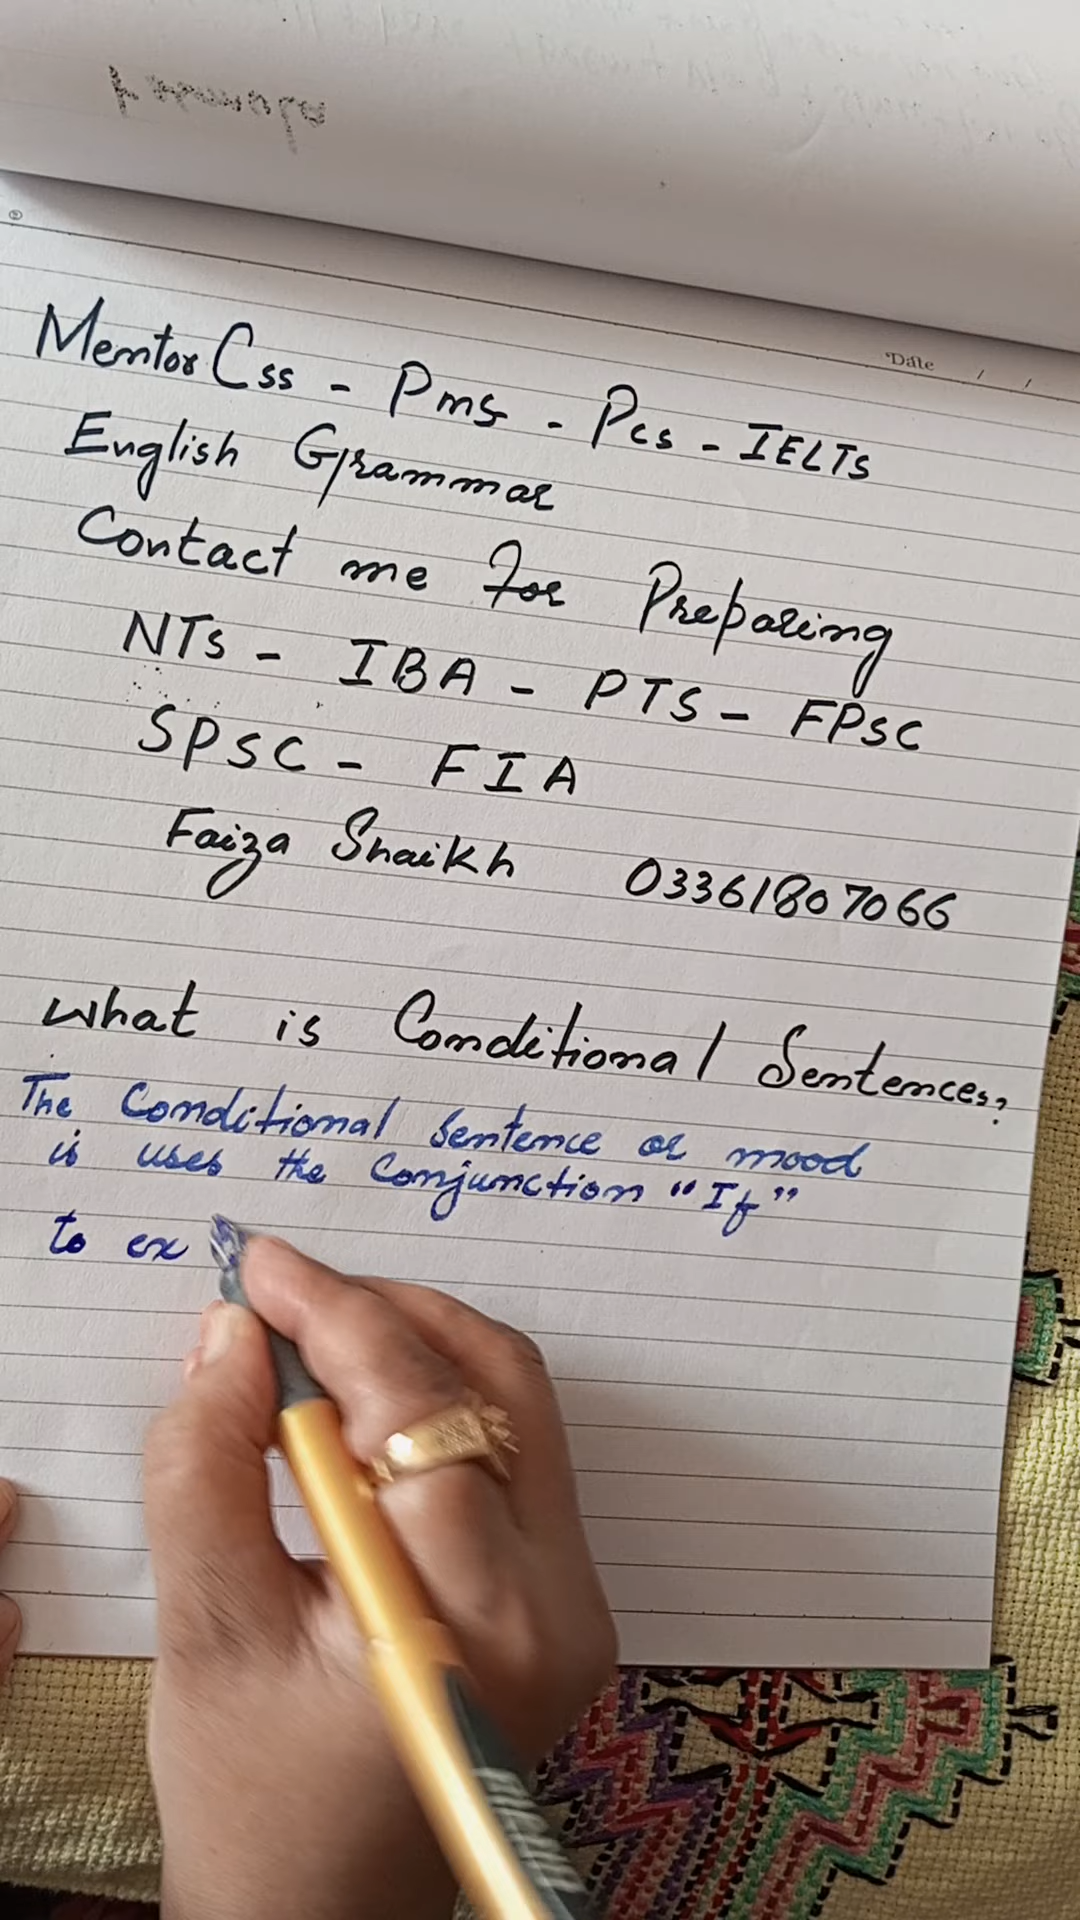 Date / /
Mentor Css - Pms - Pcs - IELTS
English Grammar
Contact me For Preparing
NTs - IBA - PTS - FPSC
SPSC - FIA
Faiza Shaikh 03361807066
What is Conditional Sentences?
The Conditional Sentence or mood
is uses the Conjunction "If"
to ex